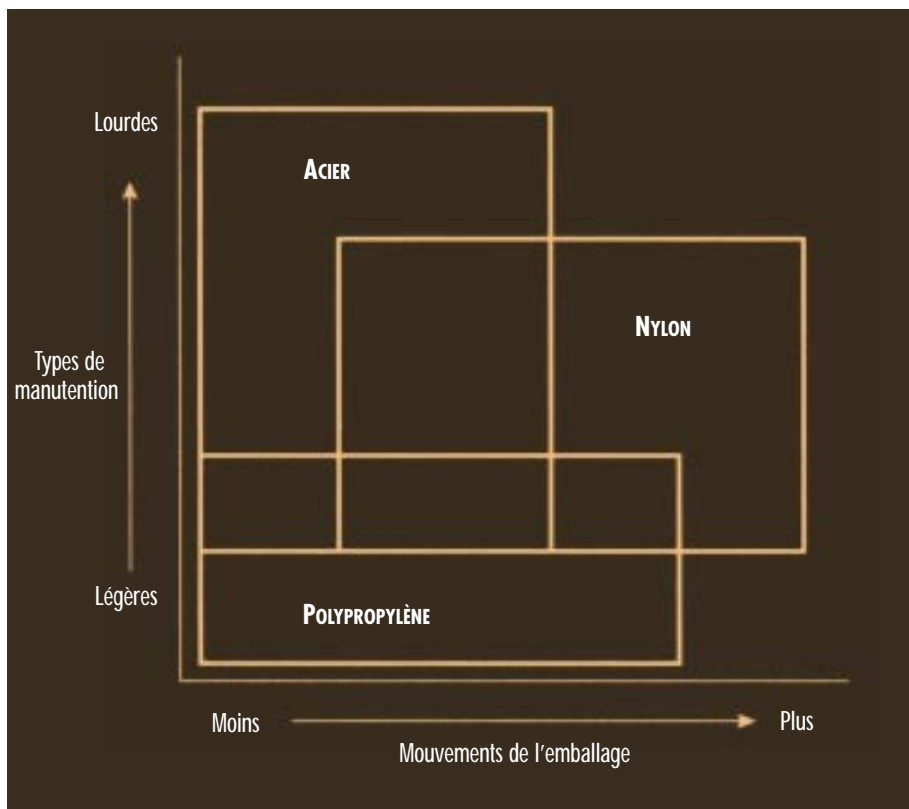 Lourdes
ACIER
NYLON
Types de
manutention
Légères
POLYPROPYLÈNE
Moins
Plus
Mouvements de l'emballage